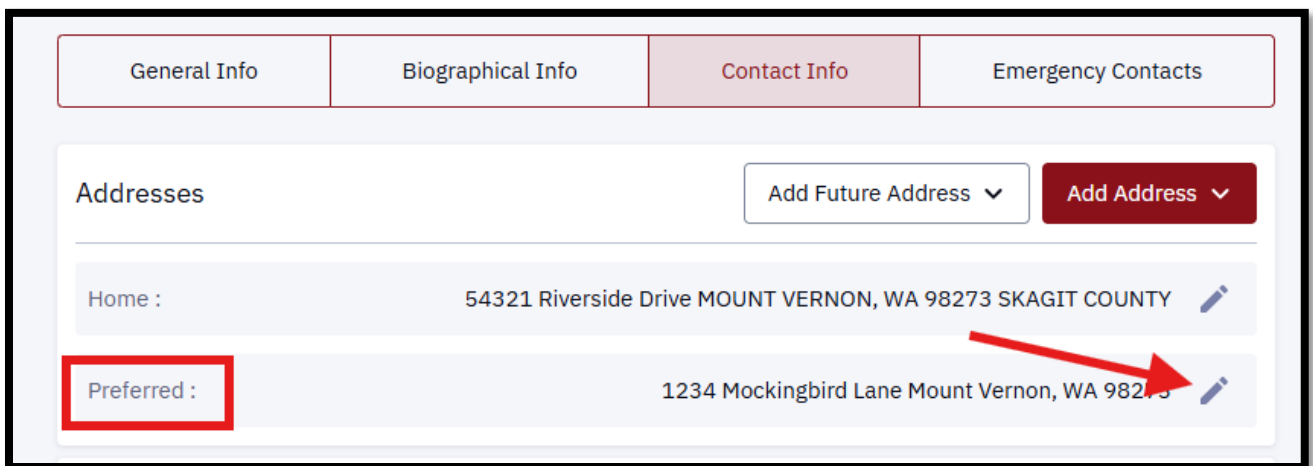 General Info Biographical Info Contact Info Emergency Contacts
Addresses Add Future Address Add Address
Home : 54321 Riverside Drive MOUNT VERNON, WA 98273 SKAGIT COUNTY
Preferred : 1234 Mockingbird Lane Mount Vernon, WA 98273